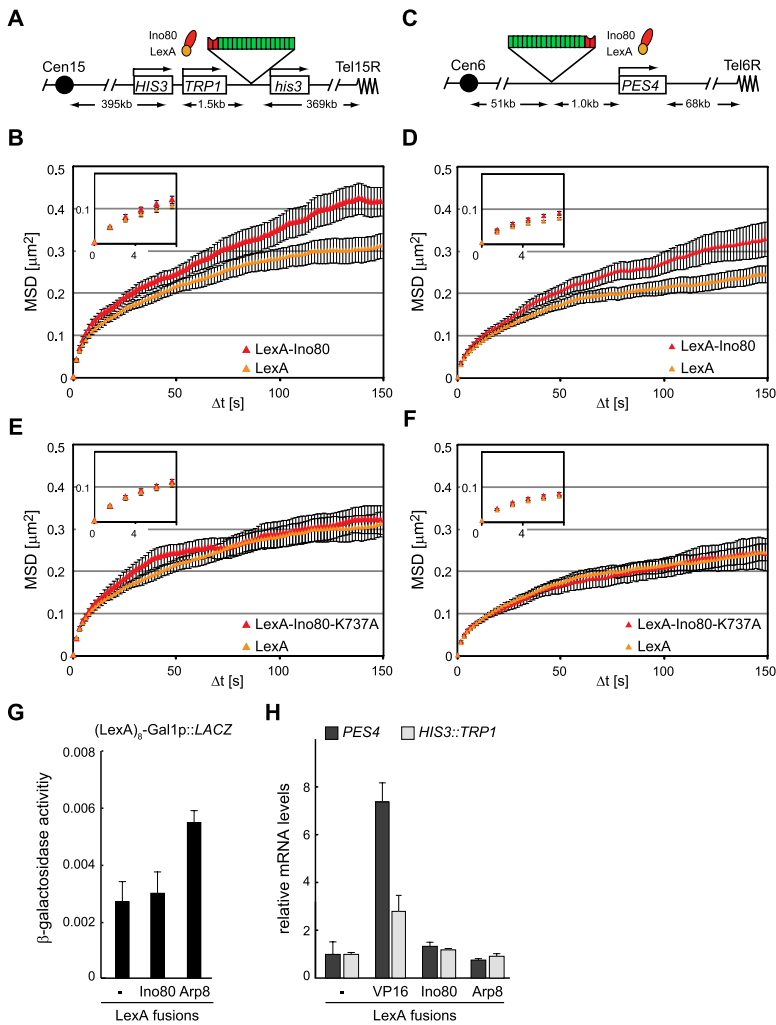 A
Ino80
LexA
Cen15
Tel15R
HIS3
TRP1
his3
395kb
1.5kb
369kb
C
Ino80
LexA
Cen6
Tel6R
PES4
51kb
1.0kb
68kb
B
0,5
0,4
0,3
0,2
0,1
0
MSD [µm2]
0.1
4
LexA-Ino80
LexA
0
50
100
150
Δt [s]
D
0,5
0,4
0,3
0,2
0,1
0
MSD [µm2]
0.1
4
LexA-Ino80
LexA
0
50
100
150
Δt [s]
E
0,5
0,4
0,3
0,2
0,1
0
MSD [µm2]
0.1
4
LexA-Ino80-K737A
LexA
0
50
100
150
Δt [s]
F
0,5
0,4
0,3
0,2
0,1
0
MSD [µm2]
0.1
4
LexA-Ino80-K737A
LexA
0
50
100
150
Δt [s]
G
(LexA)8-Gal1p::LACZ
0.008
0.006
0.004
0.002
0
β-galactosidase activitiy
- Ino80 Arp8
LexA fusions
H
PES4 HIS3::TRP1
8
6
4
2
0
relative mRNA levels
- VP16 Ino80 Arp8
LexA fusions